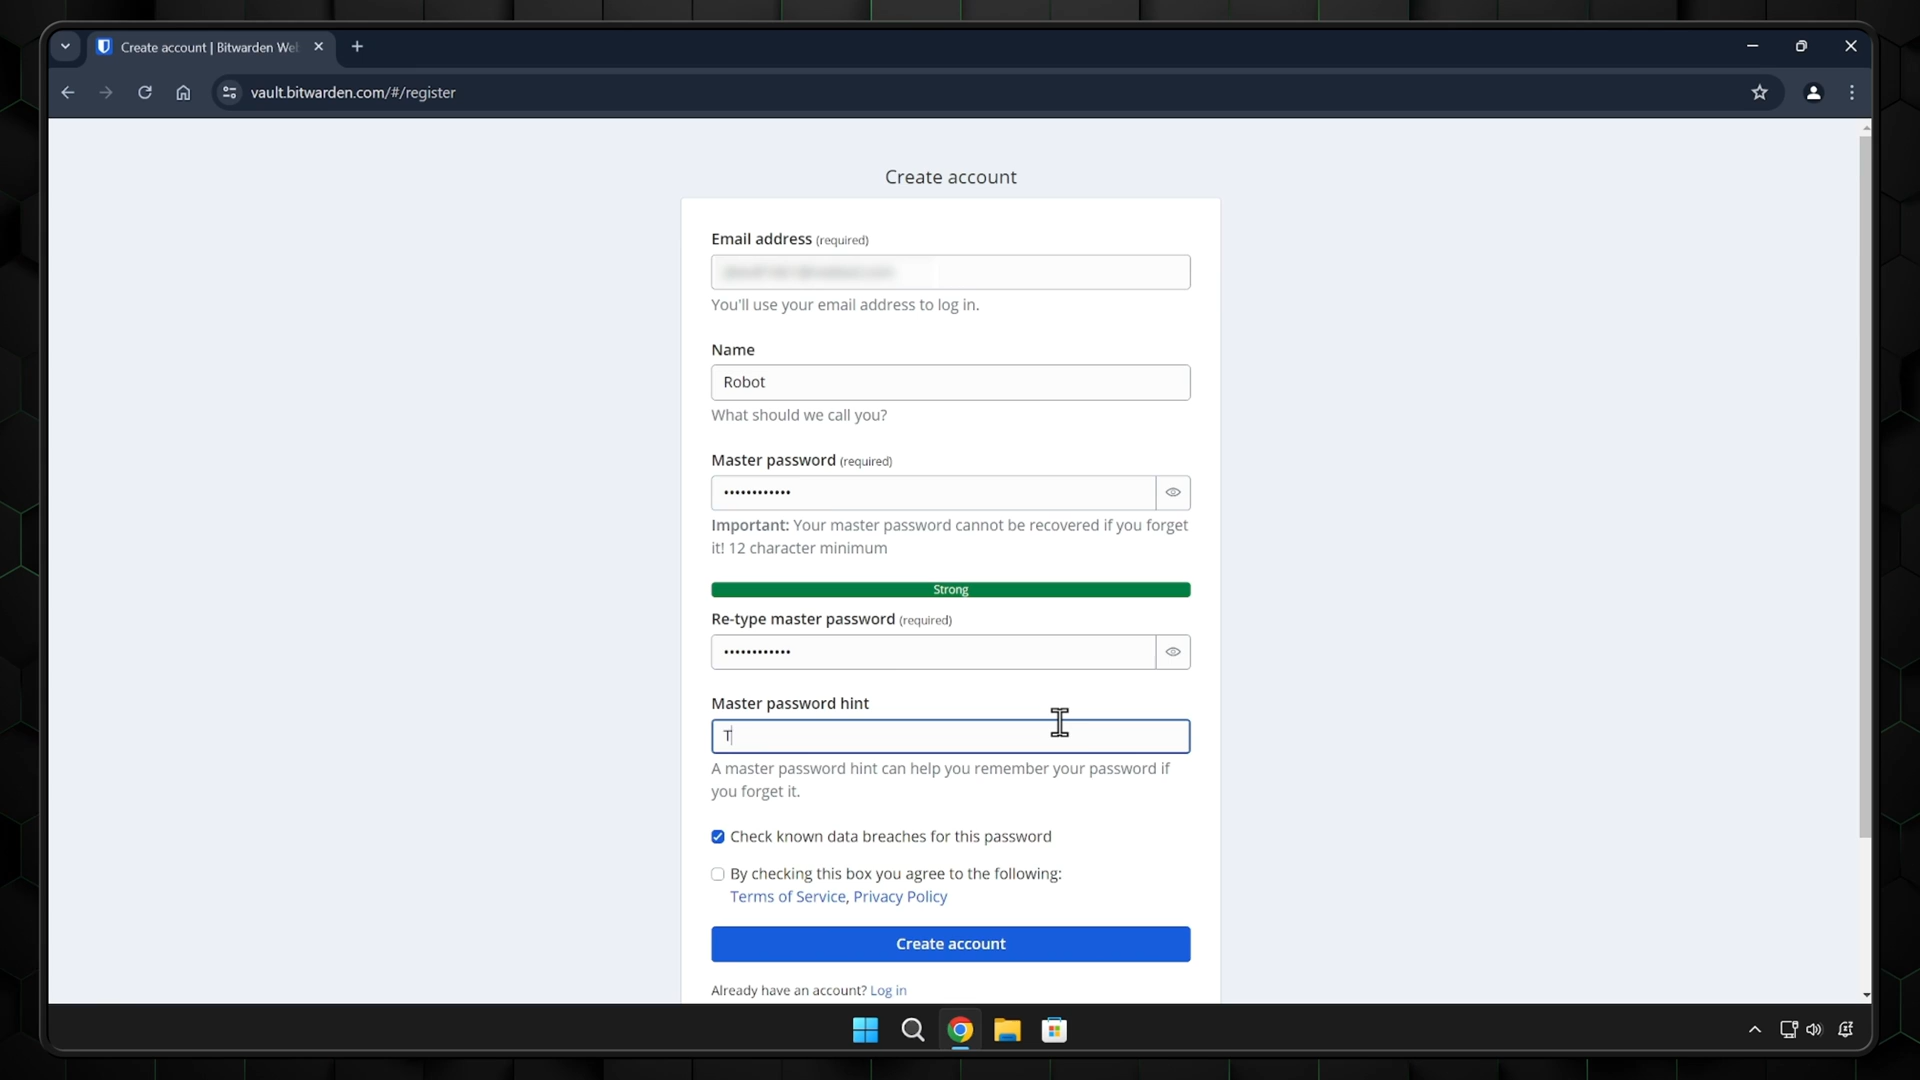 Create account | Bitwarden We
vault.bitwarden.com/#/register
Create account
Email address (required)
You'll use your email address to log in.
Name
Robot
What should we call you?
Master password (required)
••••••••••••
Important: Your master password cannot be recovered if you forget
it! 12 character minimum
Strong
Re-type master password (required)
••••••••••••
Master password hint
T
A master password hint can help you remember your password if
you forget it.
Check known data breaches for this password
By checking this box you agree to the following:
Terms of Service, Privacy Policy
Create account
Already have an account? Log in